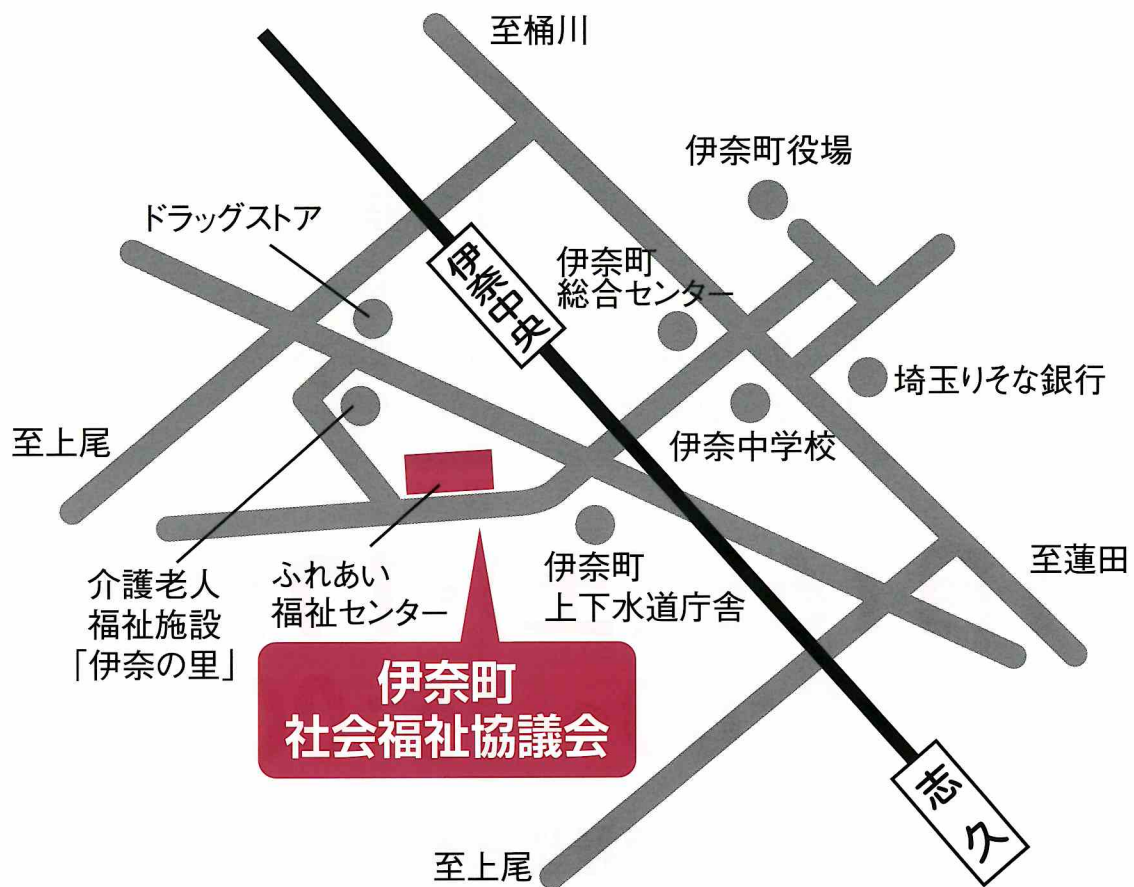 至桶川
伊奈町役場
ドラッグストア
伊奈中央
伊奈町
総合センター
埼玉りそな銀行
伊奈中学校
至上尾
至蓮田
介護老人
福祉施設
「伊奈の里」
ふれあい
福祉センター
伊奈町
上下水道庁舎
伊奈町
社会福祉協議会
志久
至上尾